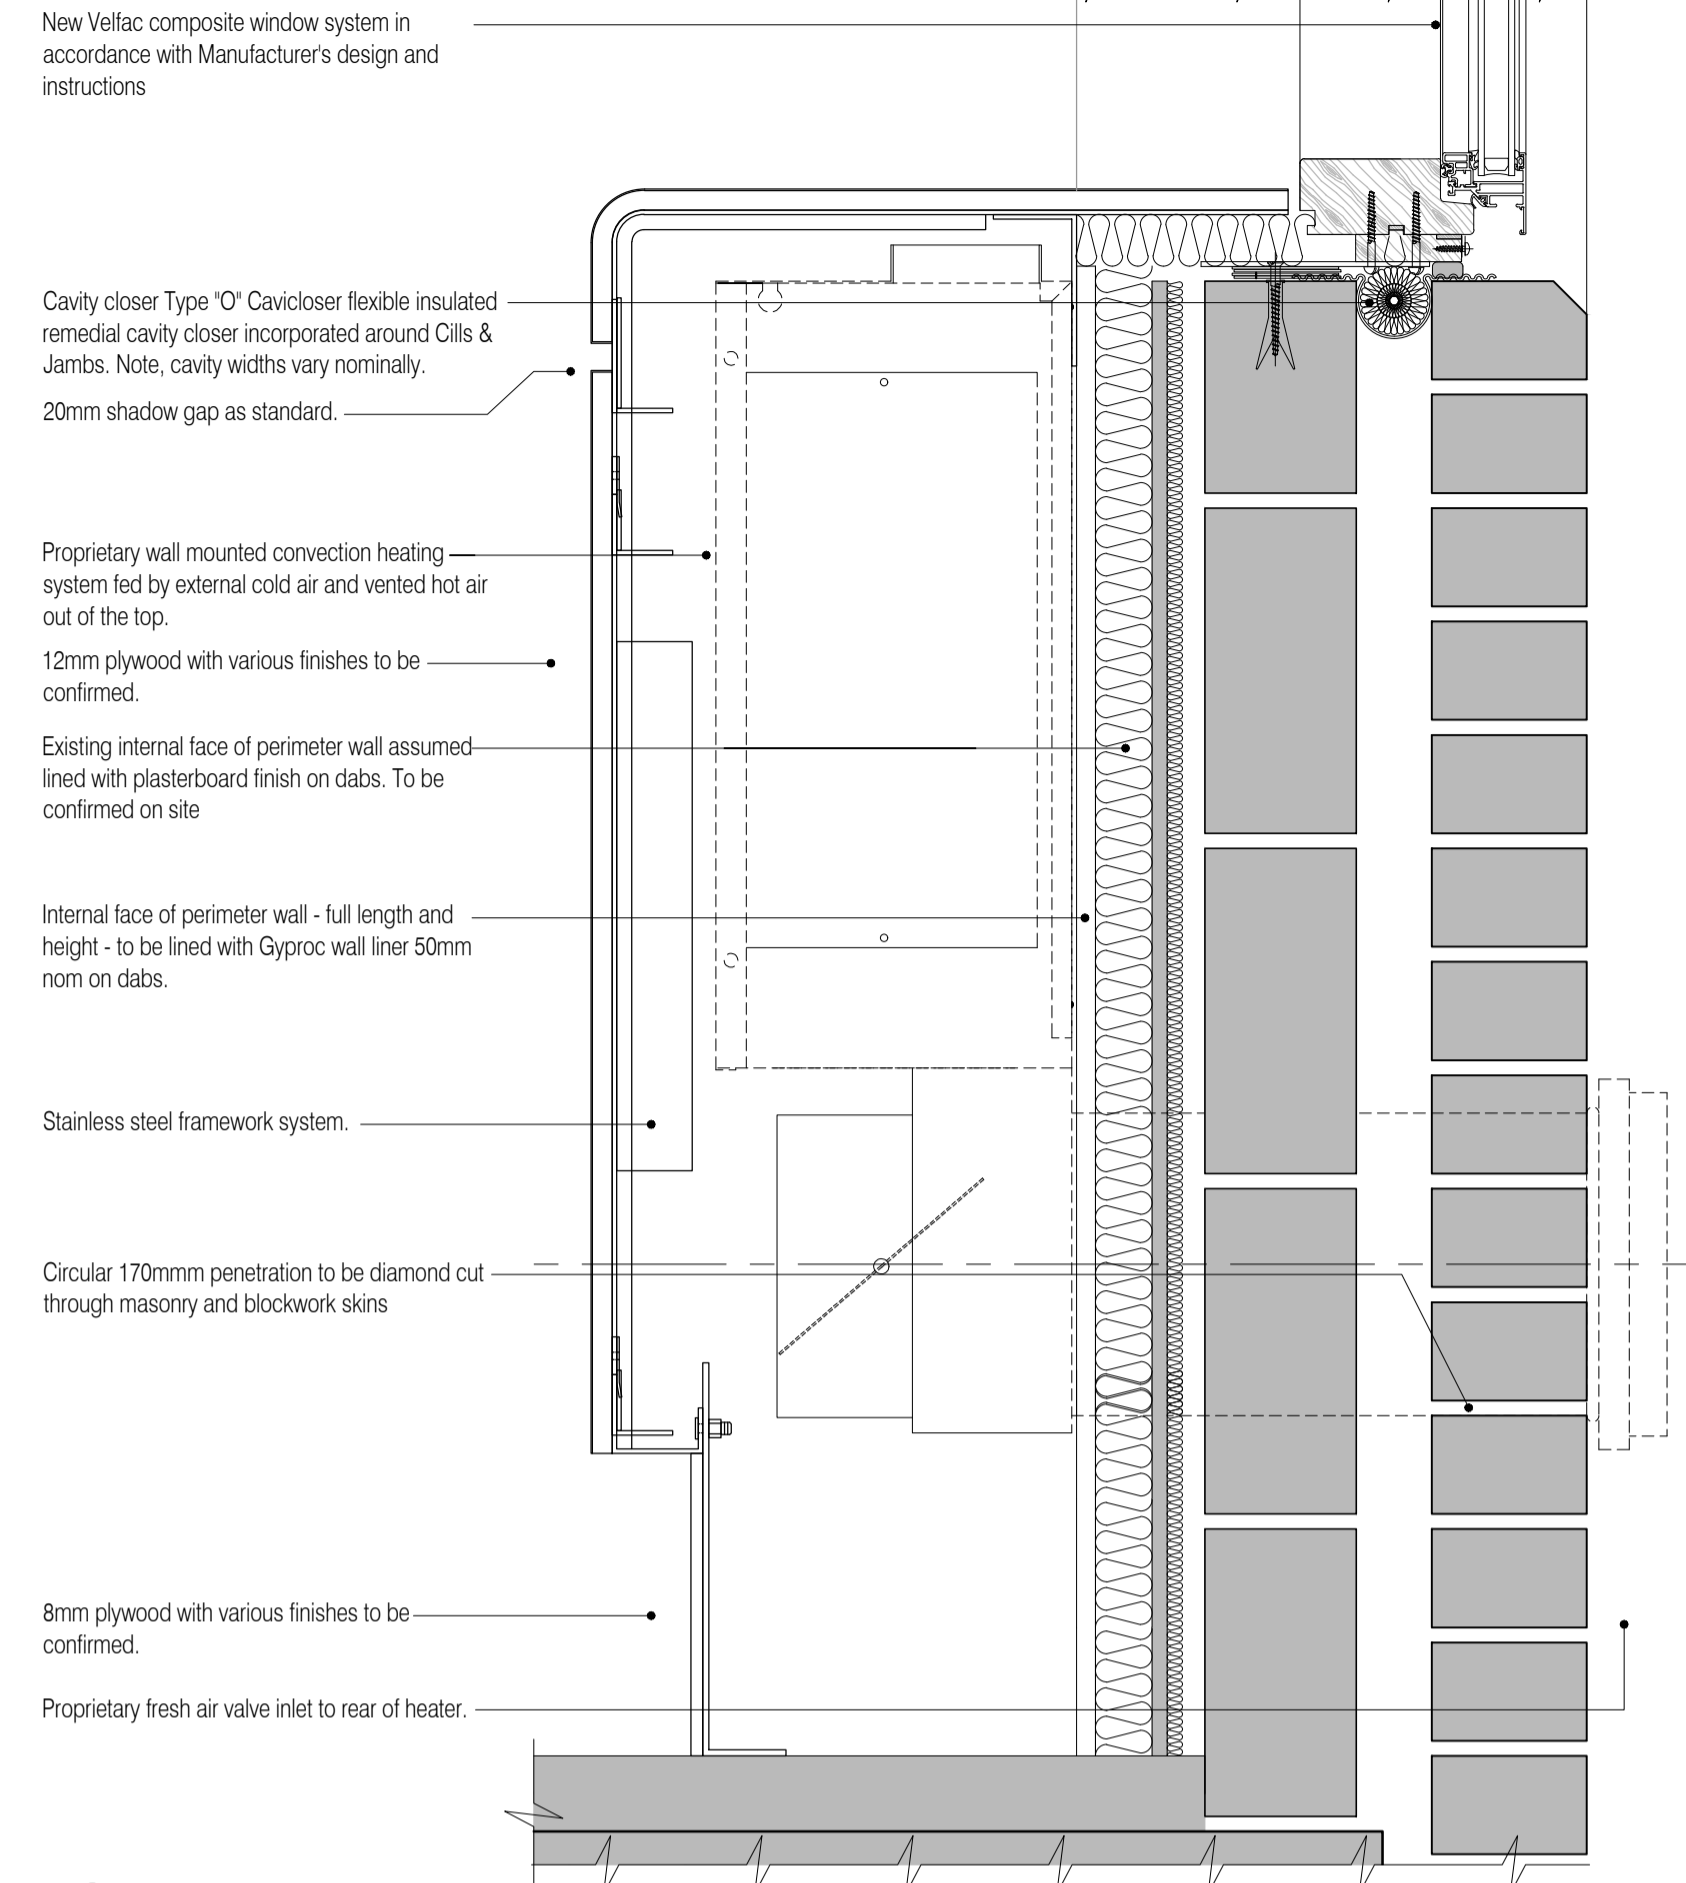 New Velfac composite window system in
accordance with Manufacturer's design and
instructions
Cavity closer Type "O" Cavicloser flexible insulated
remedial cavity closer incorporated around Cills &
Jambs. Note, cavity widths vary nominally.
20mm shadow gap as standard.
Proprietary wall mounted convection heating
system fed by external cold air and vented hot air
out of the top.
12mm plywood with various finishes to be
confirmed.
Existing internal face of perimeter wall assumed
lined with plasterboard finish on dabs. To be
confirmed on site
Internal face of perimeter wall - full length and
height - to be lined with Gyproc wall liner 50mm
nom on dabs.
Stainless steel framework system.
Circular 170mmm penetration to be diamond cut
through masonry and blockwork skins
8mm plywood with various finishes to be
confirmed.
Proprietary fresh air valve inlet to rear of heater.